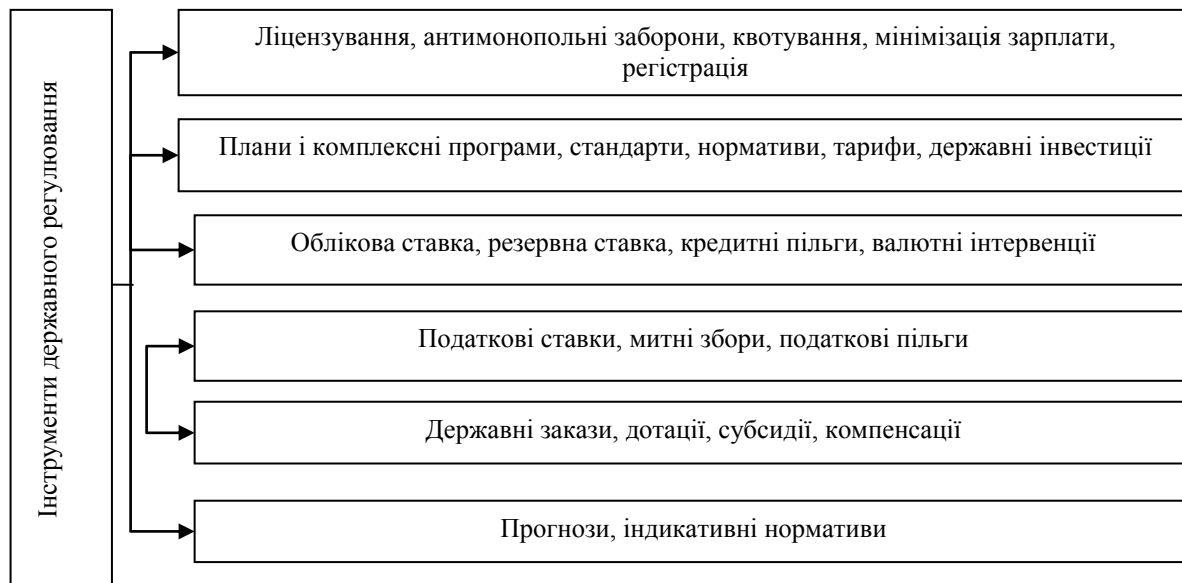 Інструменти державного регулювання
Ліцензування, антимонопольні заборони, квотування, мінімізація зарплати,
регістрація
Плани і комплексні програми, стандарти, нормативи, тарифи, державні інвестиції
Облікова ставка, резервна ставка, кредитні пільги, валютні інтервенції
Податкові ставки, митні збори, податкові пільги
Державні закази, дотації, субсидії, компенсації
Прогнози, індикативні нормативи